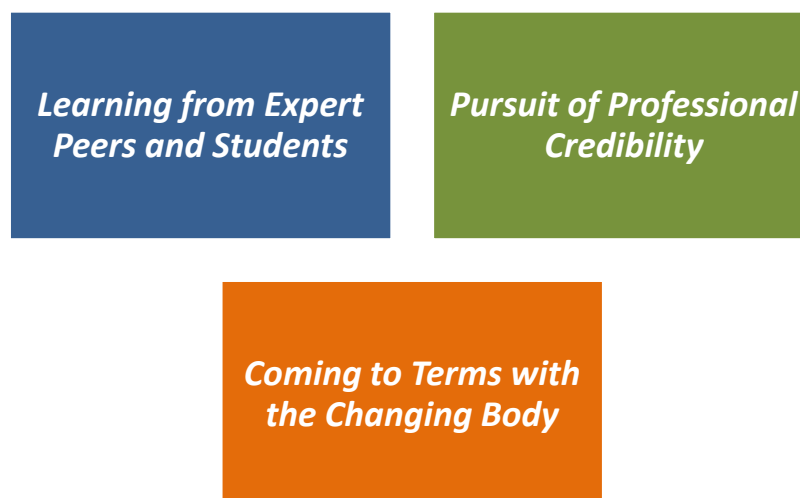 Learning from Expert
Peers and Students
Pursuit of Professional
Credibility
Coming to Terms with
the Changing Body